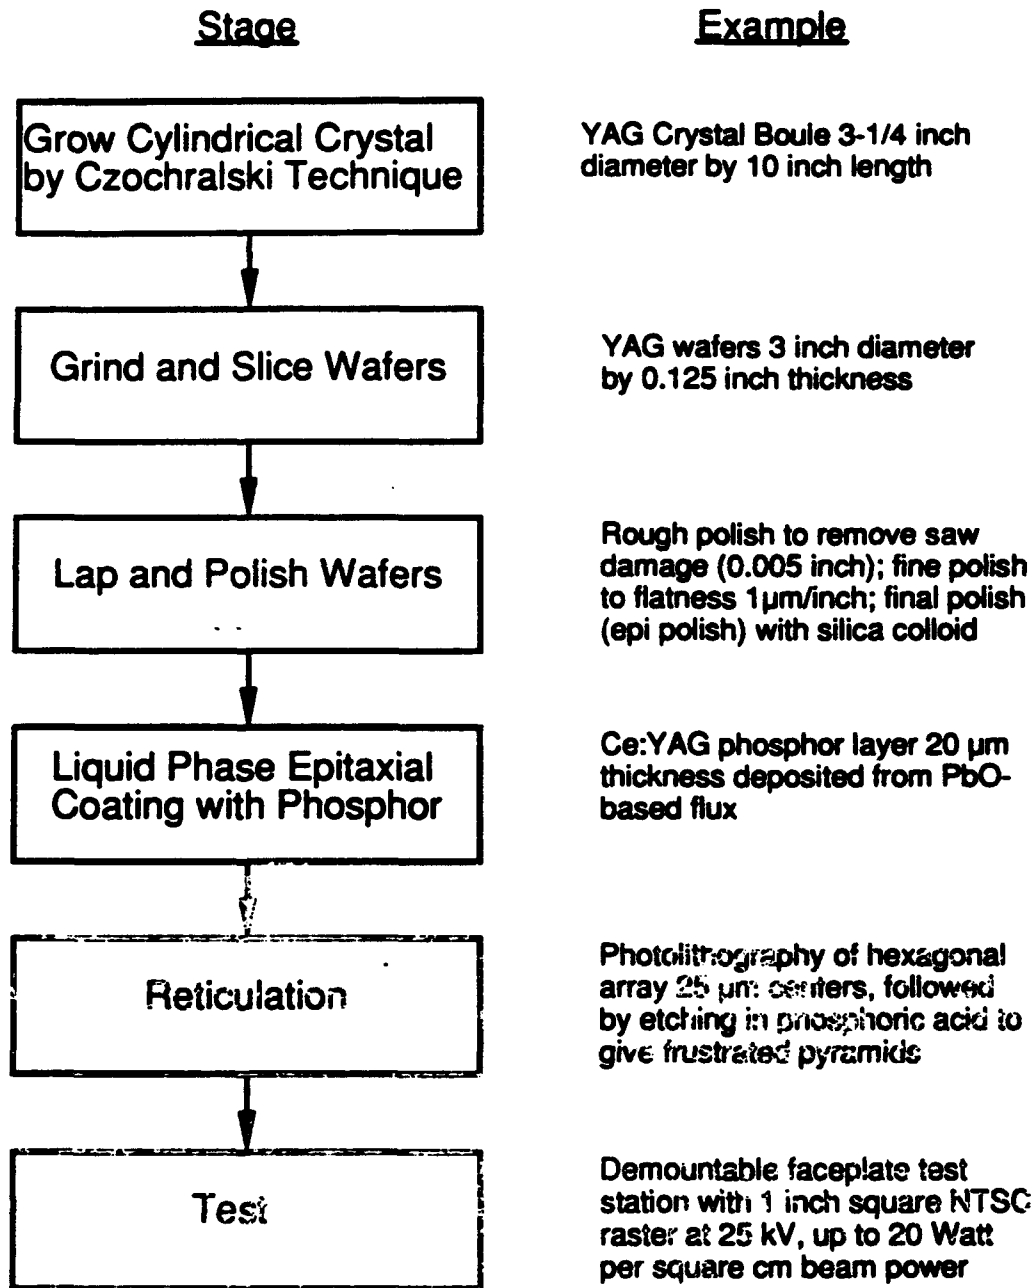 Stage
Example
Grow Cylindrical Crystal
by Czochralski Technique
YAG Crystal Boule 3-1/4 inch
diameter by 10 inch length
Grind and Slice Wafers
YAG wafers 3 inch diameter
by 0.125 inch thickness
Lap and Polish Wafers
Rough polish to remove saw
damage (0.005 inch); fine polish
to flatness 1µm/inch; final polish
(epi polish) with silica colloid
Liquid Phase Epitaxial
Coating with Phosphor
Ce:YAG phosphor layer 20 µm
thickness deposited from PbO-
based flux
Reticulation
Photolithography of hexagonal
array 25 µm centers, followed
by etching in phosphoric acid to
give frustrated pyramids
Test
Demountable faceplate test
station with 1 inch square NTSC
raster at 25 kV, up to 20 Watt
per square cm beam power